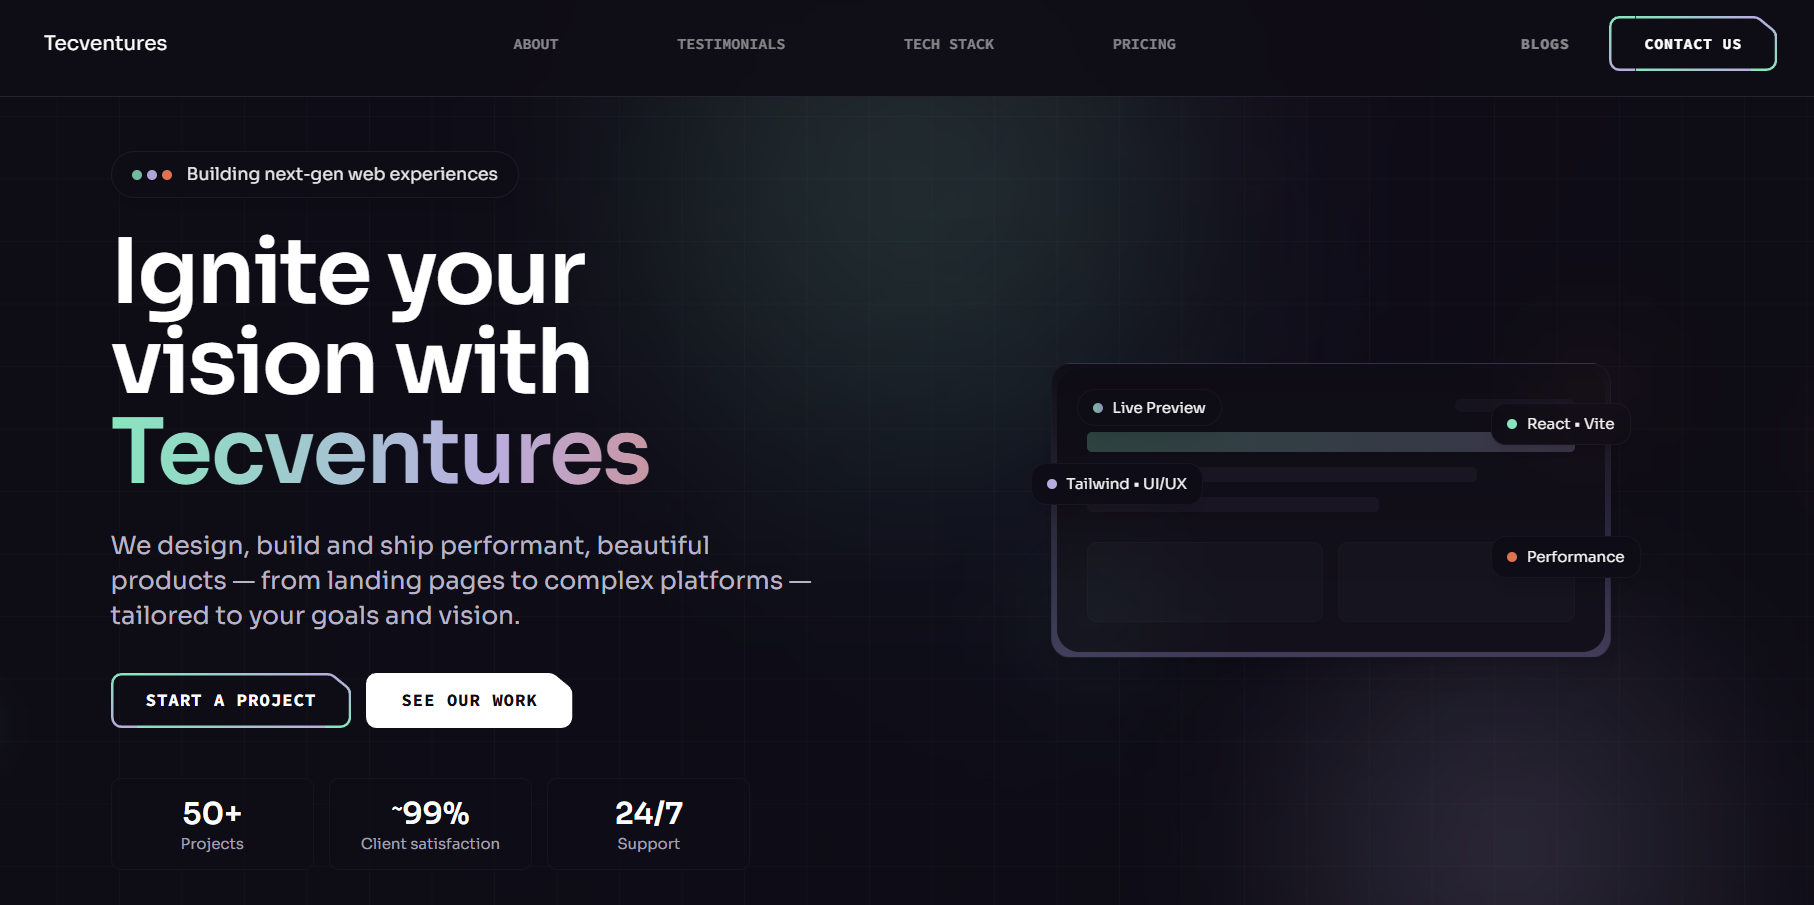 Tecventures
ABOUT
TESTIMONIALS
TECH STACK
PRICING
BLOGS
CONTACT US
Building next-gen web experiences
Ignite your
vision with
Tecventures
We design, build and ship performant, beautiful
products — from landing pages to complex platforms —
tailored to your goals and vision.
START A PROJECT
SEE OUR WORK
50+
Projects
~99%
Client satisfaction
24/7
Support
Live Preview
React • Vite
Tailwind • UI/UX
Performance